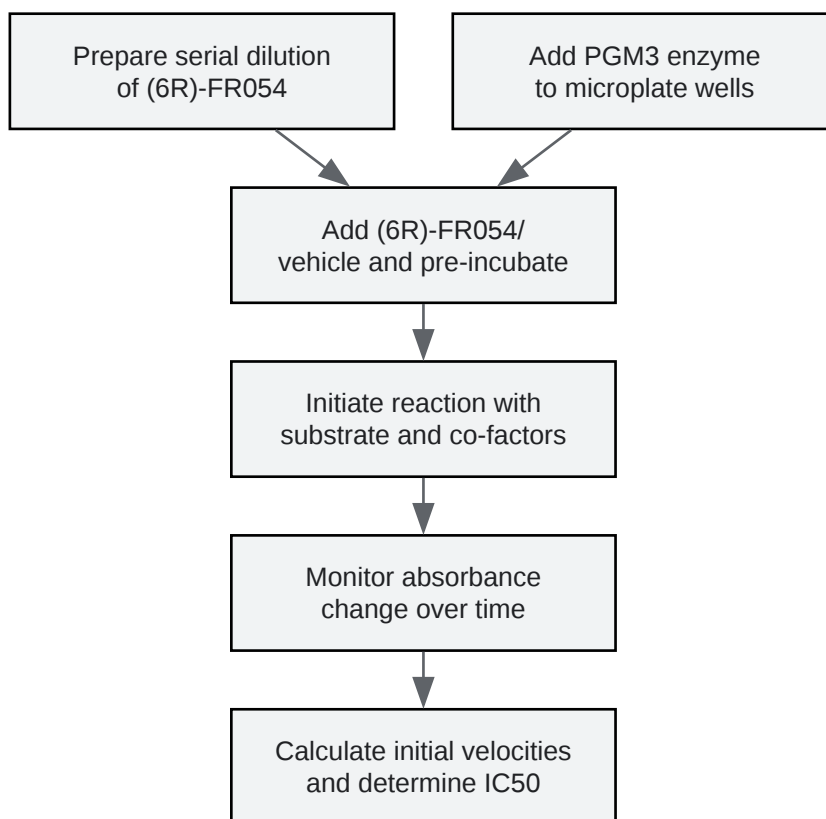 Prepare serial dilution
of (6R)-FR054
Add PGM3 enzyme
to microplate wells
Add (6R)-FR054/
vehicle and pre-incubate
Initiate reaction with
substrate and co-factors
Monitor absorbance
change over time
Calculate initial velocities
and determine IC50